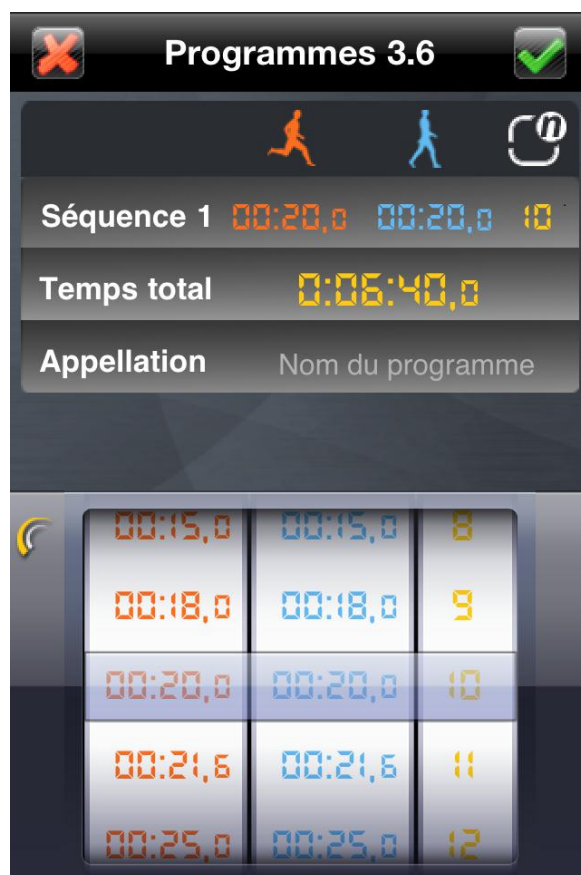 Programmes 3.6
n
Séquence 1 00:20,0 00:20,0 10
Temps total 0:06:40,0
Appellation Nom du programme
00:15,0 00:15,0 8
00:18,0 00:18,0 9
00:20,0 00:20,0 10
00:21,6 00:21,6 11
00:25,0 00:25,0 12